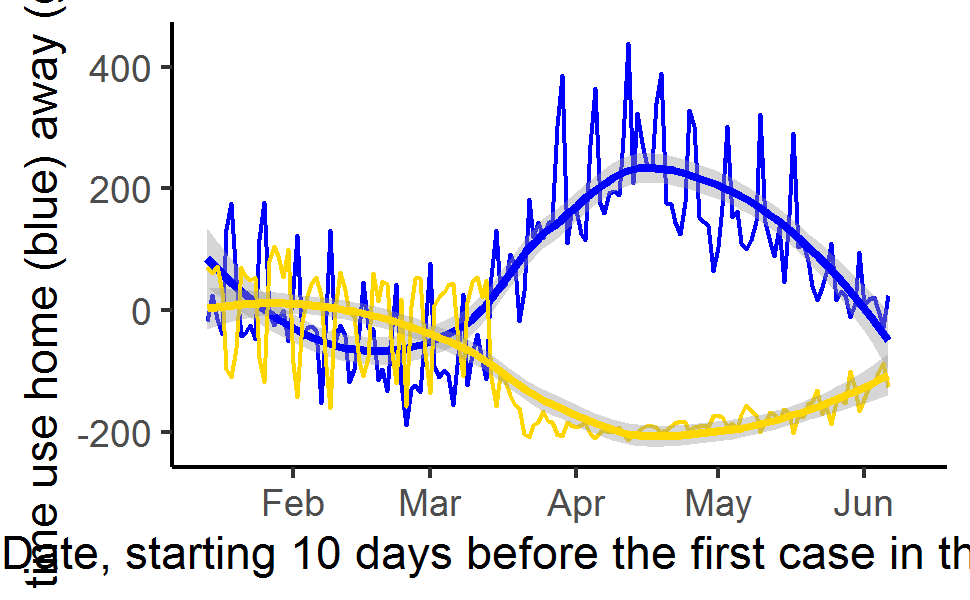 time use home (blue) away (
400
200
0
-200
Feb Mar Apr May Jun
Date, starting 10 days before the first case in th